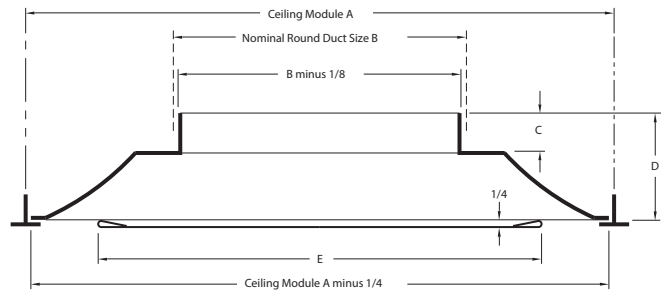 Ceiling Module A
Nominal Round Duct Size B
B minus 1/8
C
D
1/4
E
Ceiling Module A minus 1/4